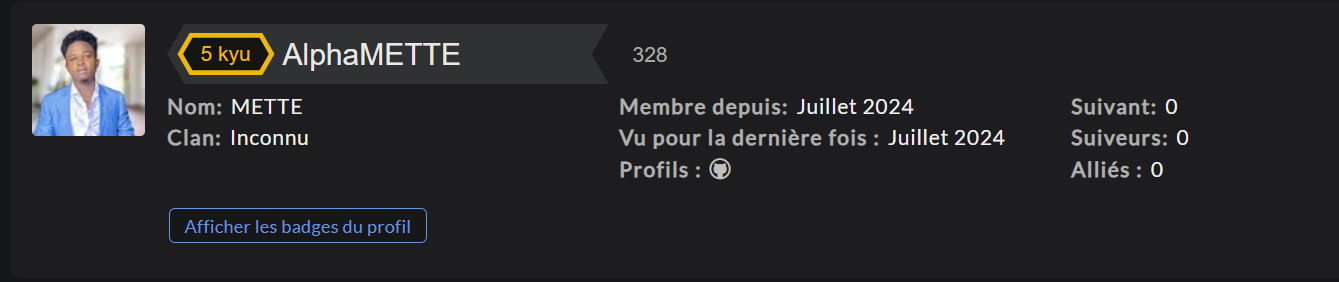 5 kyu AlphaMETTE 328
Nom: METTE
Clan: Inconnu
Membre depuis: Juillet 2024
Vu pour la dernière fois : Juillet 2024
Profils :
Suivant: 0
Suiveurs: 0
Alliés : 0
Afficher les badges du profil